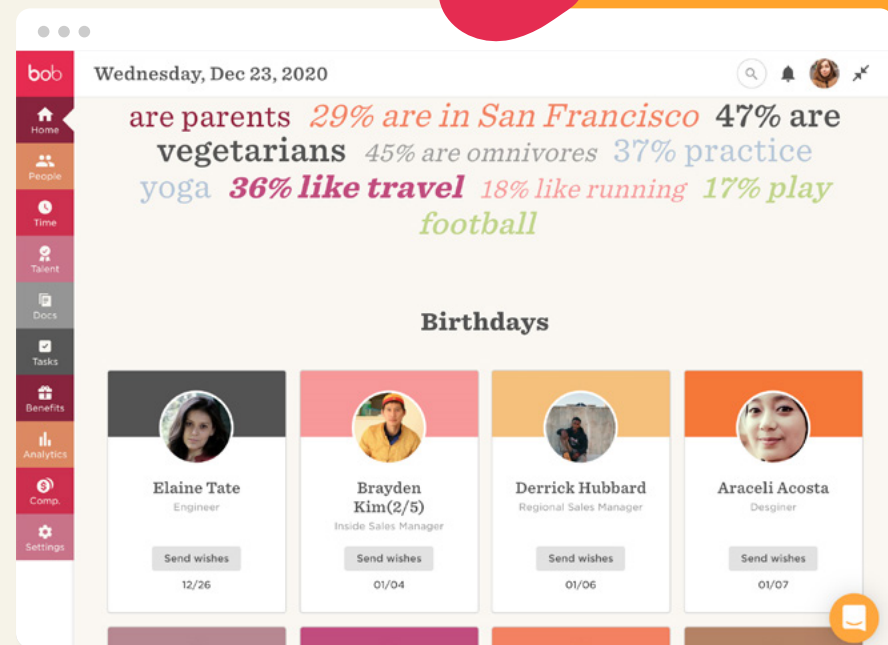 bob
Wednesday, Dec 23, 2020
Home
People
Time
Talent
Docs
Tasks
Benefits
Analytics
Comp.
Settings
are parents 29% are in San Francisco 47% are
vegetarians 45% are omnivores 37% practice
yoga 36% like travel 18% like running 17% play
football
Birthdays
Elaine Tate
Engineer
Send wishes
12/26
Brayden
Kim(2/5)
Inside Sales Manager
Send wishes
01/04
Derrick Hubbard
Regional Sales Manager
Send wishes
01/06
Araceli Acosta
Desginer
Send wishes
01/07